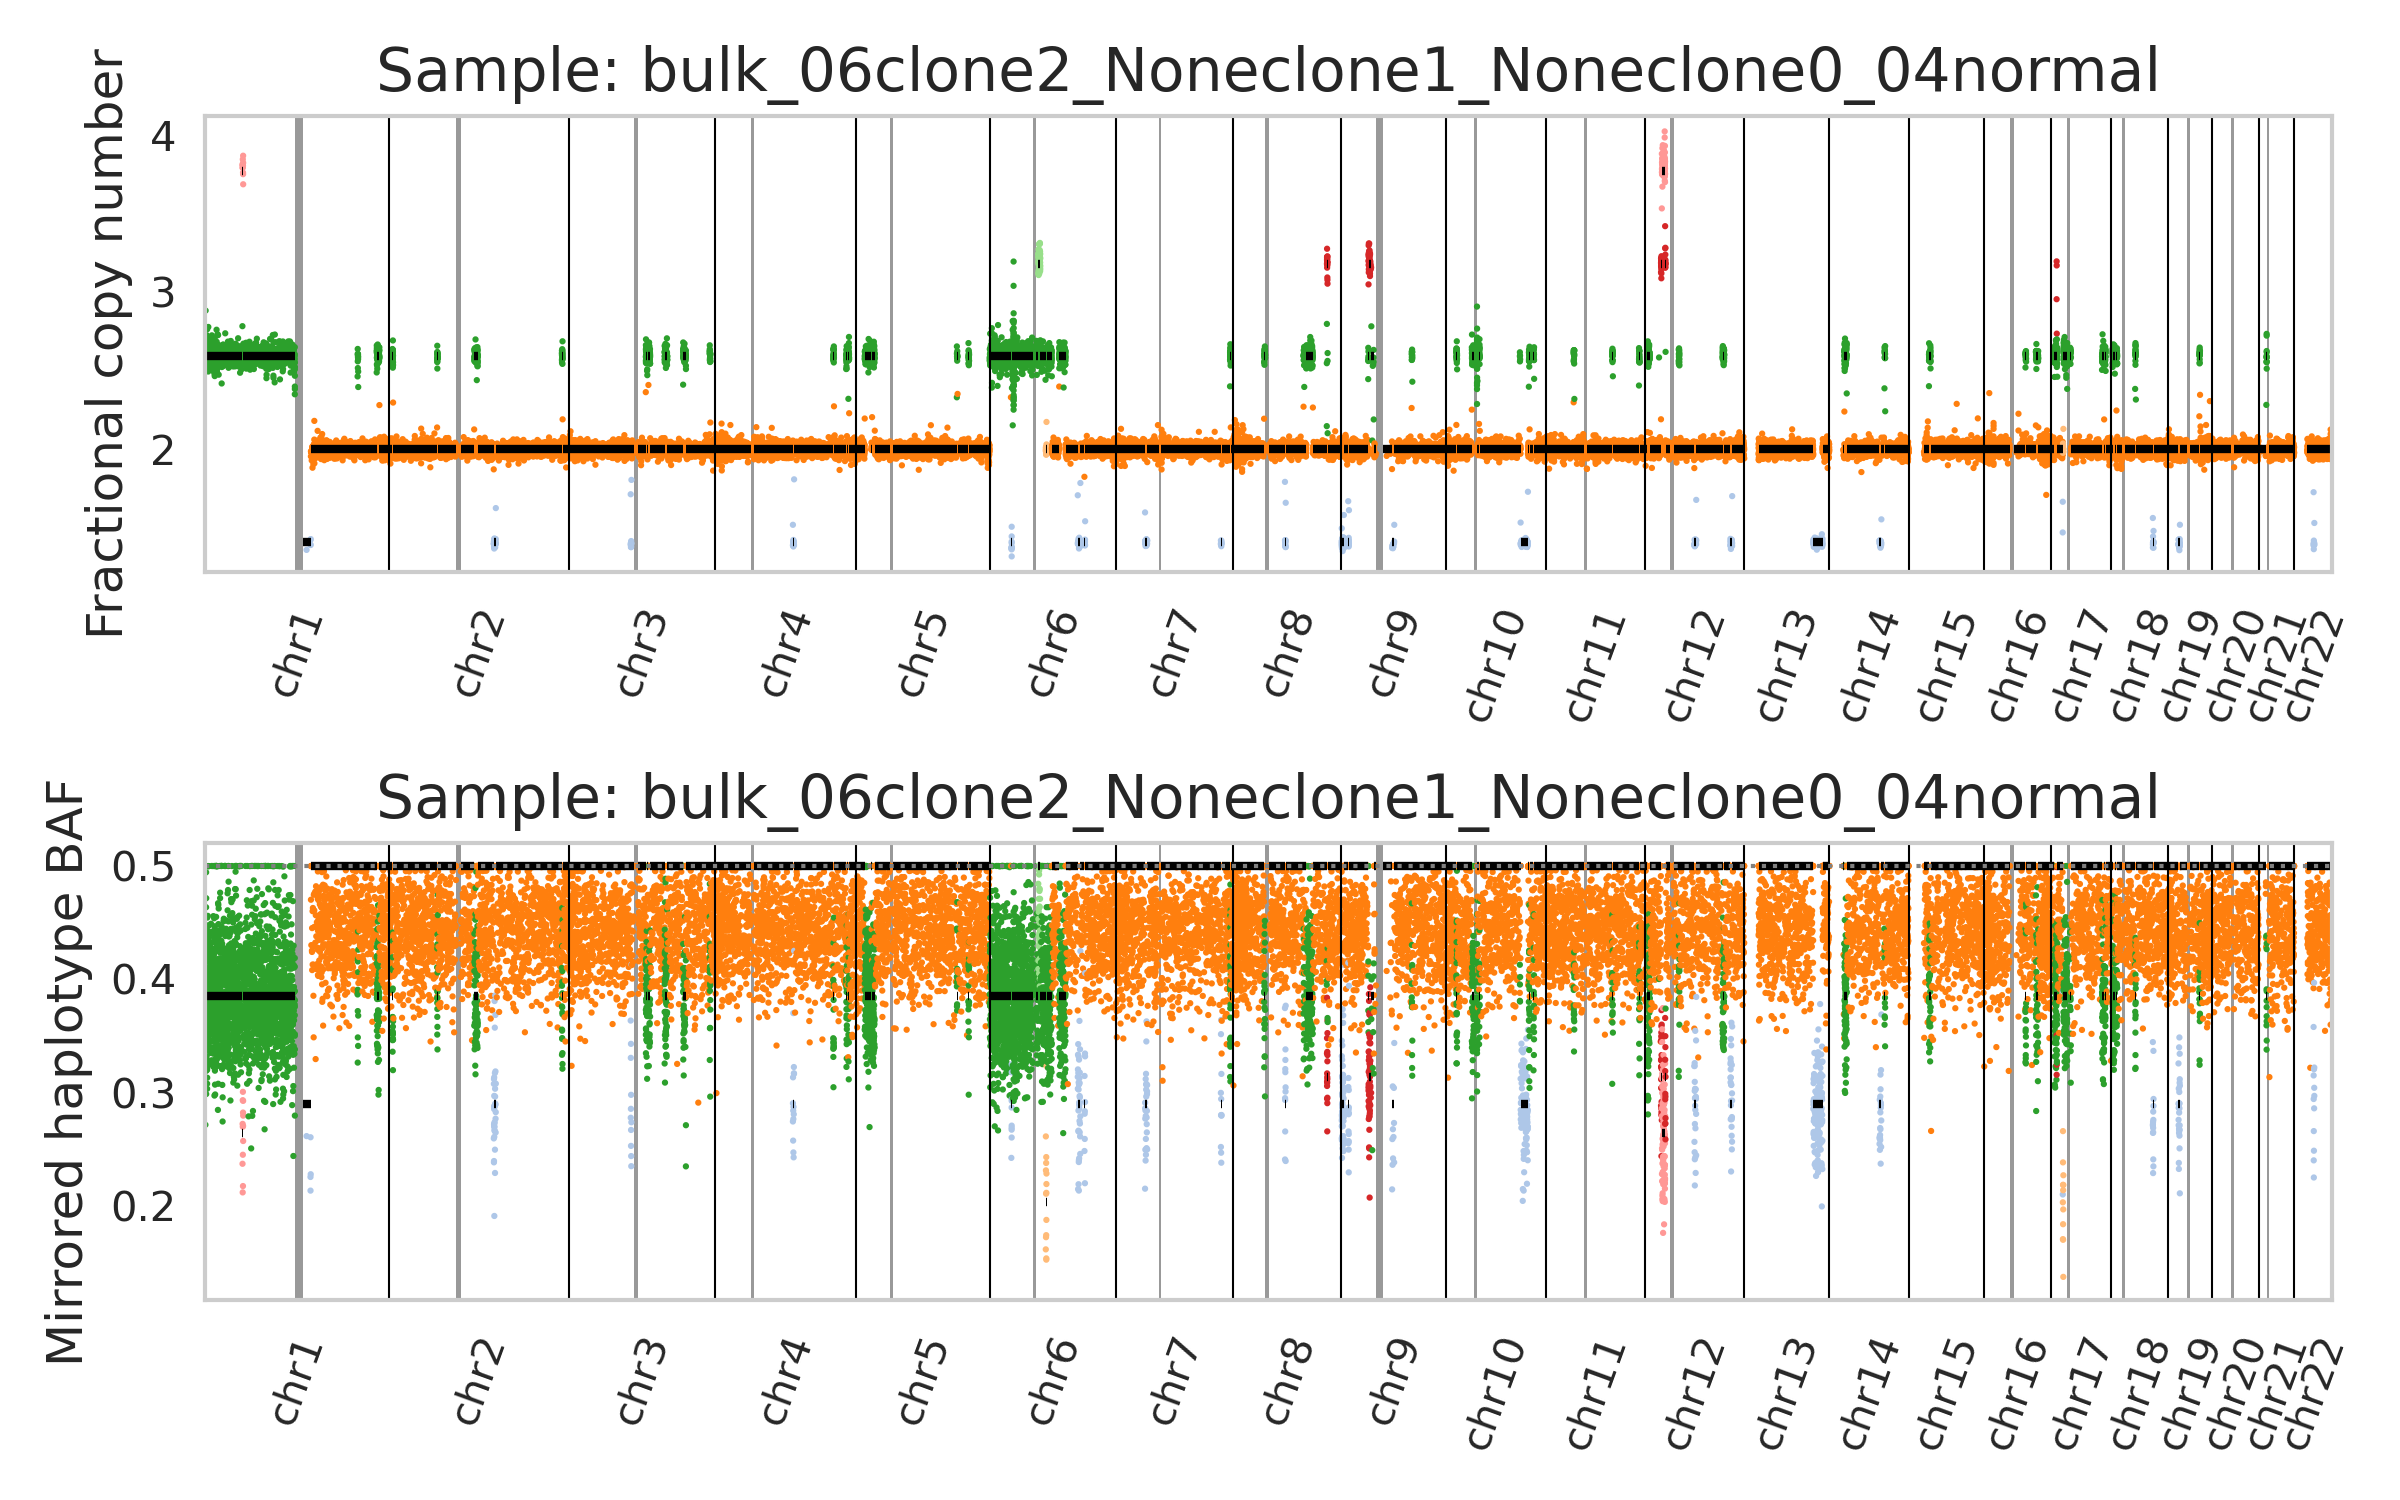 Sample: bulk_06clone2_Noneclone1_Noneclone0_04normal
Fractional copy number
4
3
2
chr1
chr2
chr3
chr4
chr5
chr6
chr7
chr8
chr9
chr10
chr11
chr12
chr13
chr14
chr15
chr16
chr17
chr18
chr19
chr20
chr21
chr22
Sample: bulk_06clone2_Noneclone1_Noneclone0_04normal
Mirrored haplotype BAF
0.5
0.4
0.3
0.2
chr1
chr2
chr3
chr4
chr5
chr6
chr7
chr8
chr9
chr10
chr11
chr12
chr13
chr14
chr15
chr16
chr17
chr18
chr19
chr20
chr21
chr22